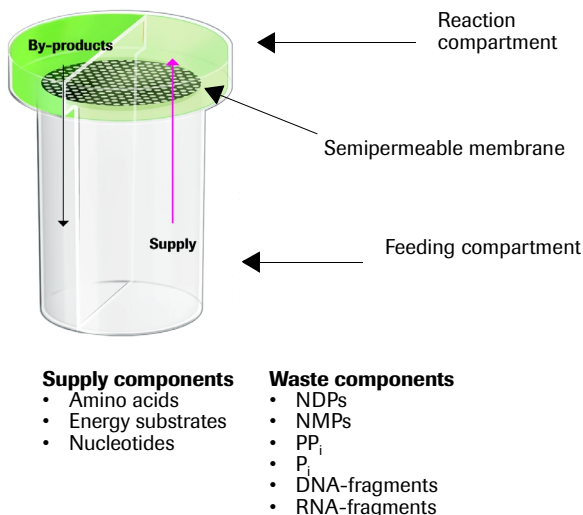 By-products
Reaction
compartment
Semipermeable membrane
Supply
Feeding compartment
Supply components
• Amino acids
• Energy substrates
• Nucleotides
Waste components
• NDPs
• NMPs
• PPi
• Pi
• DNA-fragments
• RNA-fragments